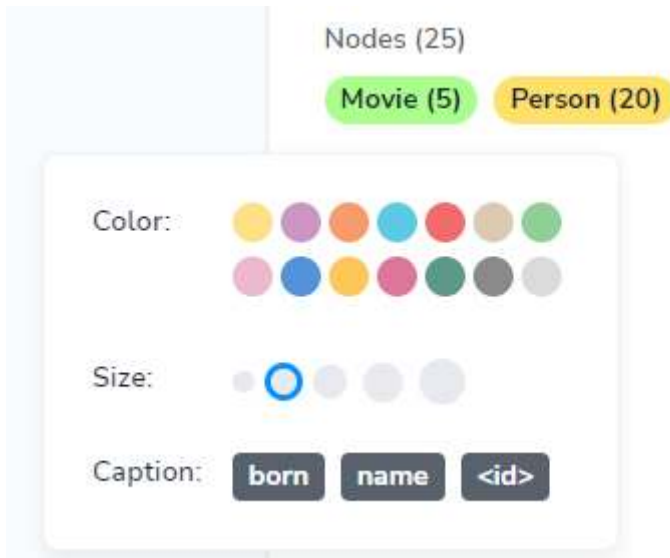 Nodes (25)
Movie (5) Person (20)
Color:
Size:
Caption: born name <id>